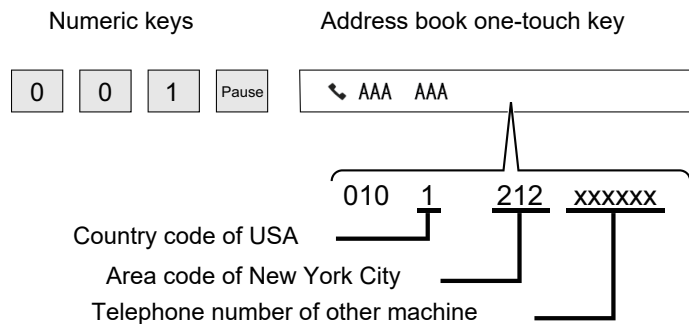 Numeric keys Address book one-touch key
0 0 1 Pause AAA AAA
010 1 212 xxxxxx
Country code of USA
Area code of New York City
Telephone number of other machine